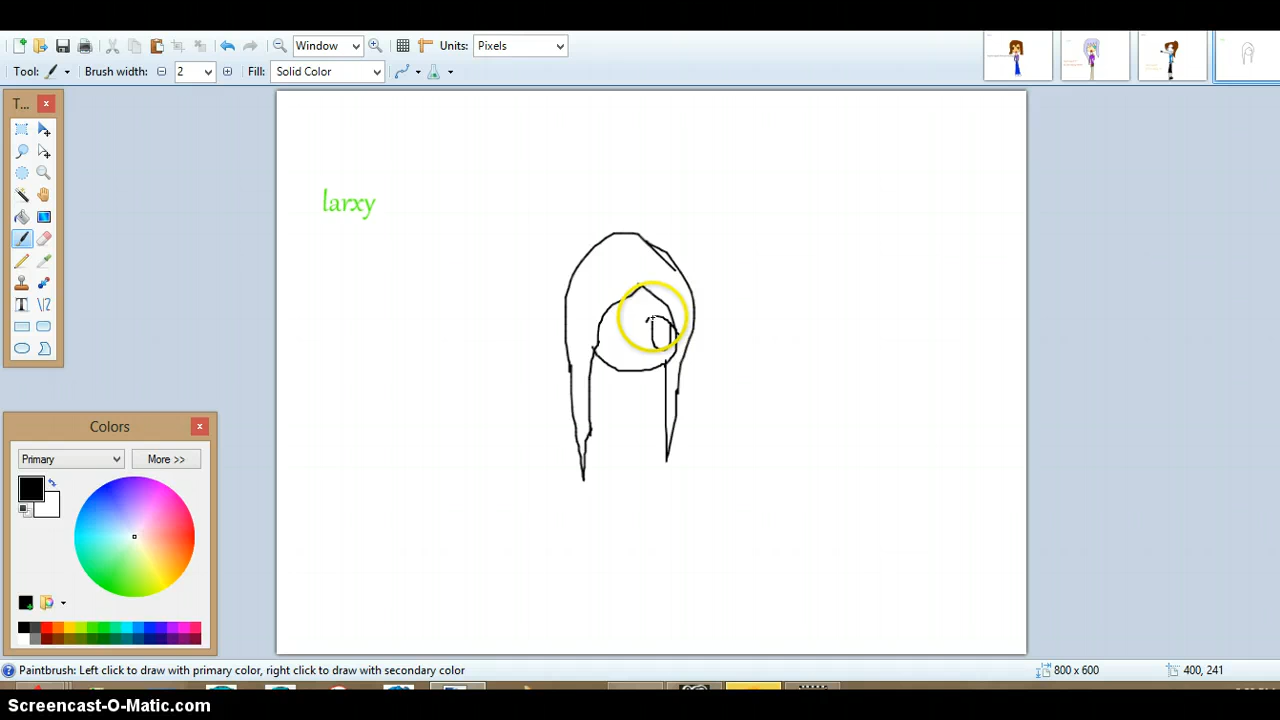 Window
Units:
Pixels
Tool:
Brush width:
2
Fill:
Solid Color
T...
larxy
Colors
Primary
More >>
Paintbrush: Left click to draw with primary color, right click to draw with secondary color
800 x 600
400, 241
Screencast-O-Matic.com